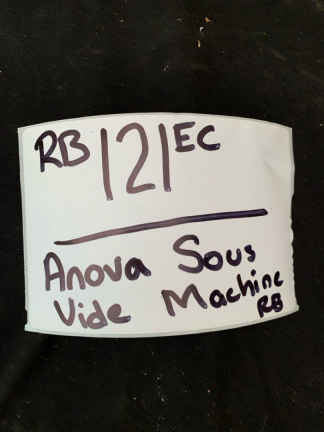 RB 121 EC
Anova Sous
Vide Machine
RB